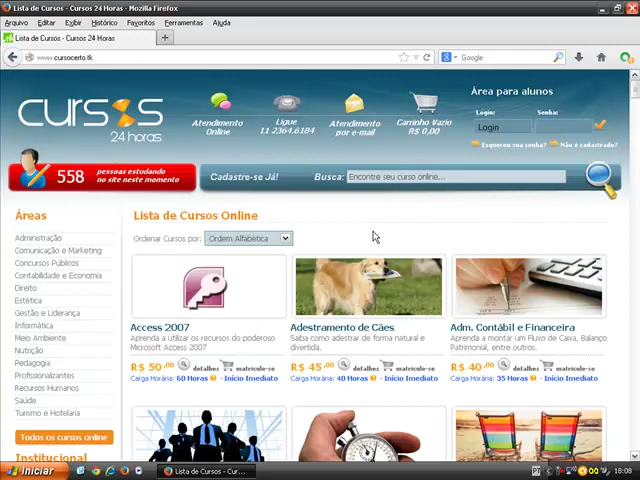 Lista de Cursos - Cursos 24 Horas - Mozilla Firefox
Arquivo Editar Exibir Histórico Favoritos Ferramentas Ajuda
Lista de Cursos - Cursos 24 Horas
www.cursocerto.tk
Google
cursos
24 horas
Atendimento
Online
Ligue
11 2364.6184
Atendimento
por e-mail
Carrinho Vazio
R$ 0,00
Área para alunos
Login:
Senha:
Login
Esqueceu sua senha?
Não é cadastrado?
558
pessoas estudando
no site neste momento
Cadastre-se Já!
Busca:
Encontre seu curso online...
Áreas
Administração
Comunicação e Marketing
Concursos Públicos
Contabilidade e Economia
Direito
Estética
Gestão e Liderança
Informática
Meio Ambiente
Nutrição
Pedagogia
Profissionalizantes
Recursos Humanos
Saúde
Turismo e Hotelaria
Todos os cursos online
Institucional
Lista de Cursos Online
Ordenar Cursos por: Ordem Alfabética
Access 2007
Aprenda a utilizar os recursos do poderoso
Microsoft Access 2007
R$ 50,00 detalhes matricule-se
Carga Horária: 60 Horas - Início Imediato
Adestramento de Cães
Saiba como adestrar de forma natural e
divertida.
R$ 45,00 detalhes matricule-se
Carga Horária: 40 Horas - Início Imediato
Adm. Contábil e Financeira
Aprenda a montar um Fluxo de Caixa, Balanço
Patrimonial, entre outros.
R$ 40,00 detalhes matricule-se
Carga Horária: 35 Horas - Início Imediato
Iniciar
Lista de Cursos - Cur...
PT
18:08